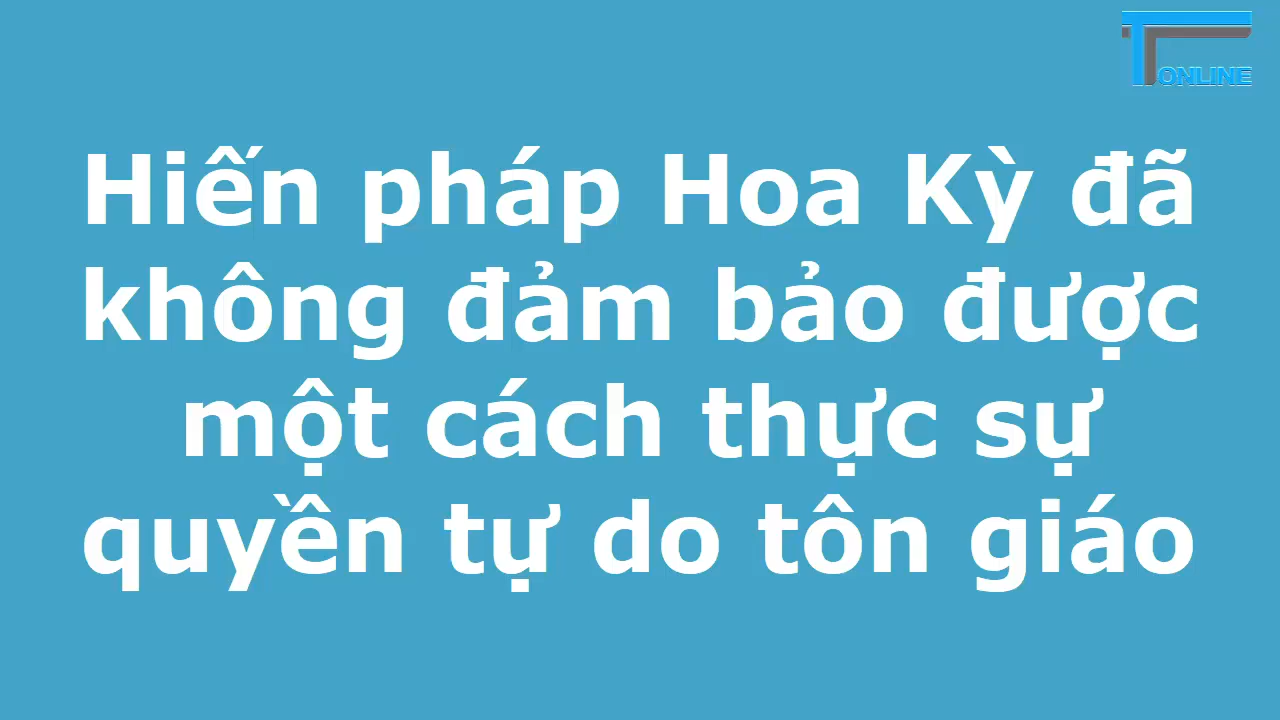 ONLINE
Hiến pháp Hoa Kỳ đã
không đảm bảo được
một cách thực sự
quyền tự do tôn giáo